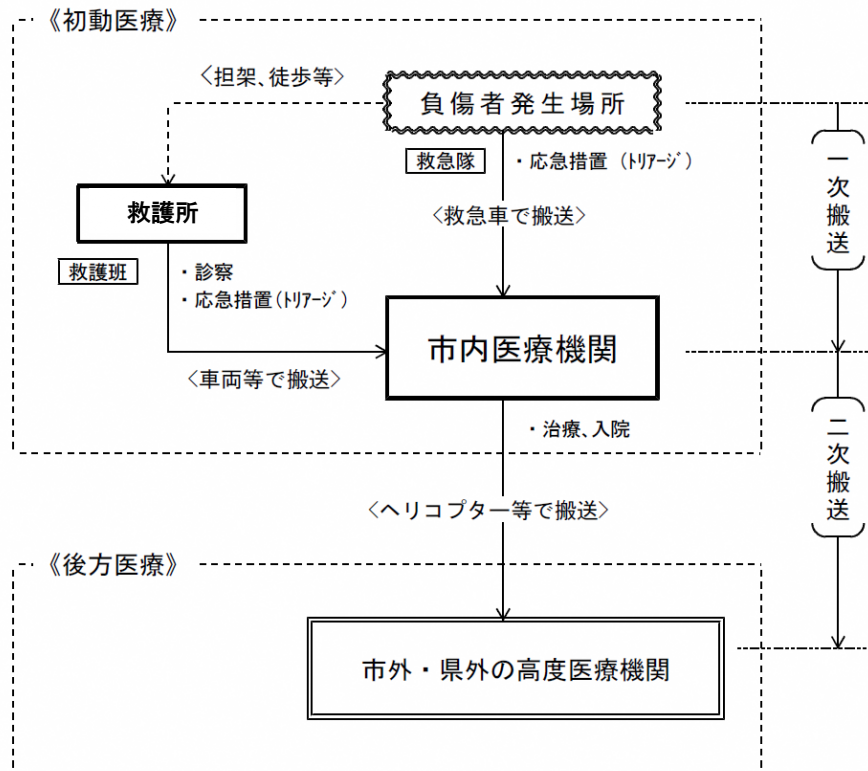 《初動医療》
〈担架、徒歩等〉
負傷者発生場所
救急隊
・応急措置（ﾄﾘｱｰｼﾞ）
救護所
〈救急車で搬送〉
一次搬送
救護班
・診察
・応急措置（ﾄﾘｱｰｼﾞ）
市内医療機関
〈車両等で搬送〉
・治療、入院
二次搬送
〈ヘリコプター等で搬送〉
《後方医療》
市外・県外の高度医療機関